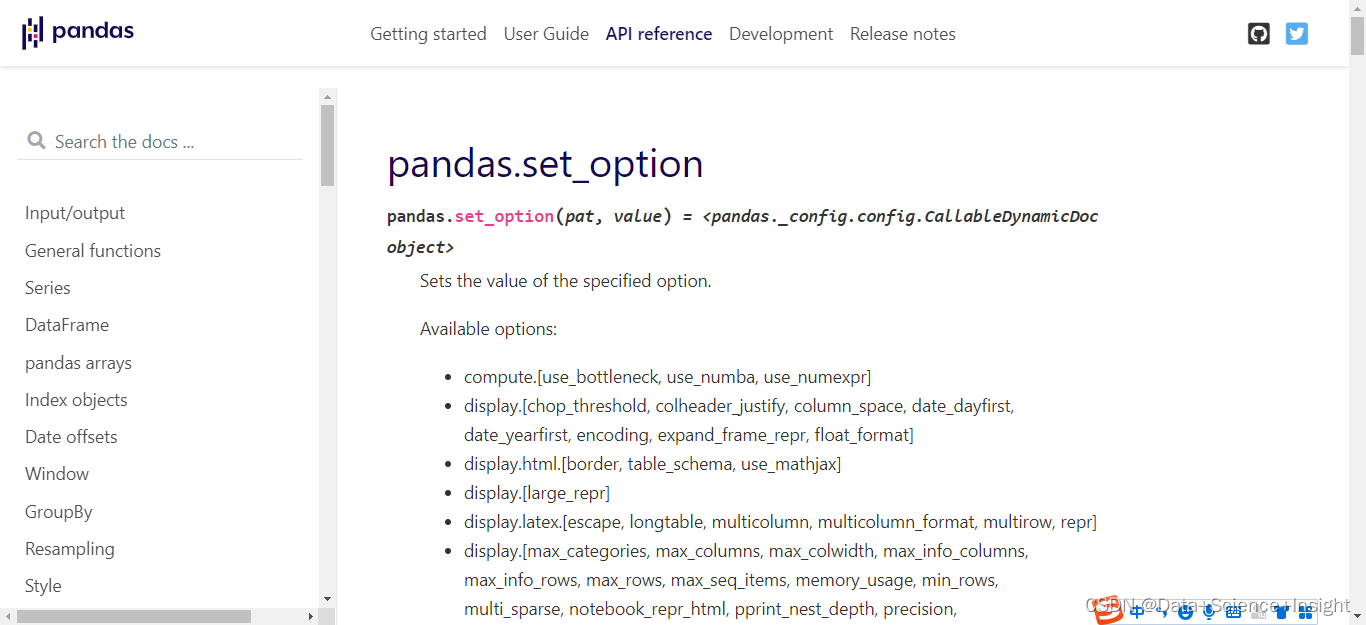 pandas
Getting started User Guide API reference Development Release notes
Search the docs ...
Input/output
General functions
Series
DataFrame
pandas arrays
Index objects
Date offsets
Window
GroupBy
Resampling
Style
pandas.set_option
pandas.set_option(pat, value) = <pandas._config.config.CallableDynamicDoc
object>
Sets the value of the specified option.
Available options:
• compute.[use_bottleneck, use_numba, use_numexpr]
• display.[chop_threshold, colheader_justify, column_space, date_dayfirst,
date_yearfirst, encoding, expand_frame_repr, float_format]
• display.html.[border, table_schema, use_mathjax]
• display.[large_repr]
• display.latex.[escape, longtable, multicolumn, multicolumn_format, multirow, repr]
• display.[max_categories, max_columns, max_colwidth, max_info_columns,
max_info_rows, max_rows, max_seq_items, memory_usage, min_rows,
multi_sparse, notebook_repr_html, pprint_nest_depth, precision,
中
CSDN @Data+Science+Insight